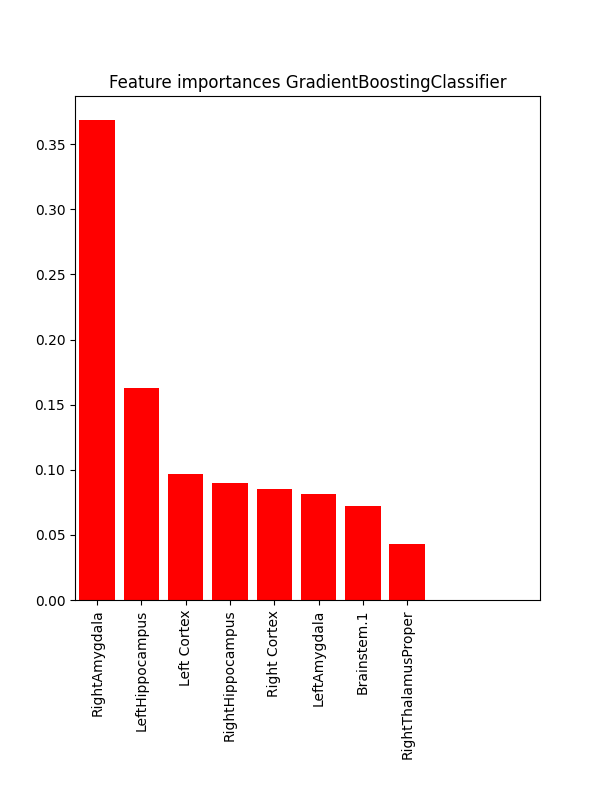 Feature importances GradientBoostingClassifier
0.35
0.30
0.25
0.20
0.15
0.10
0.05
0.00
RightAmygdala
LeftHippocampus
Left Cortex
RightHippocampus
Right Cortex
LeftAmygdala
Brainstem.1
RightThalamusProper